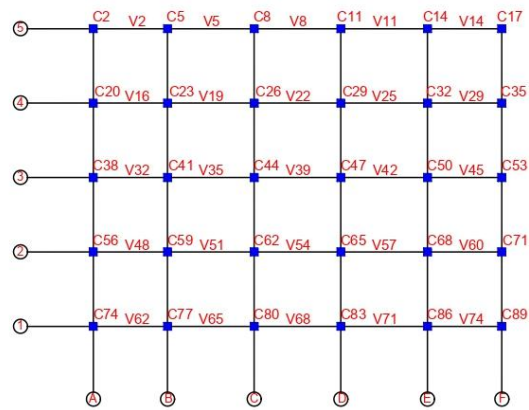 C2 V2 C5 V5 C8 V8 C11 V11 C14 V14 C17
5
C20 V16 C23 V19 C26 V22 C29 V25 C32 V29 C35
4
C38 V32 C41 V35 C44 V39 C47 V42 C50 V45 C53
3
C56 V48 C59 V51 C62 V54 C65 V57 C68 V60 C71
2
C74 V62 C77 V65 C80 V68 C83 V71 C86 V74 C89
1
A B C D E F